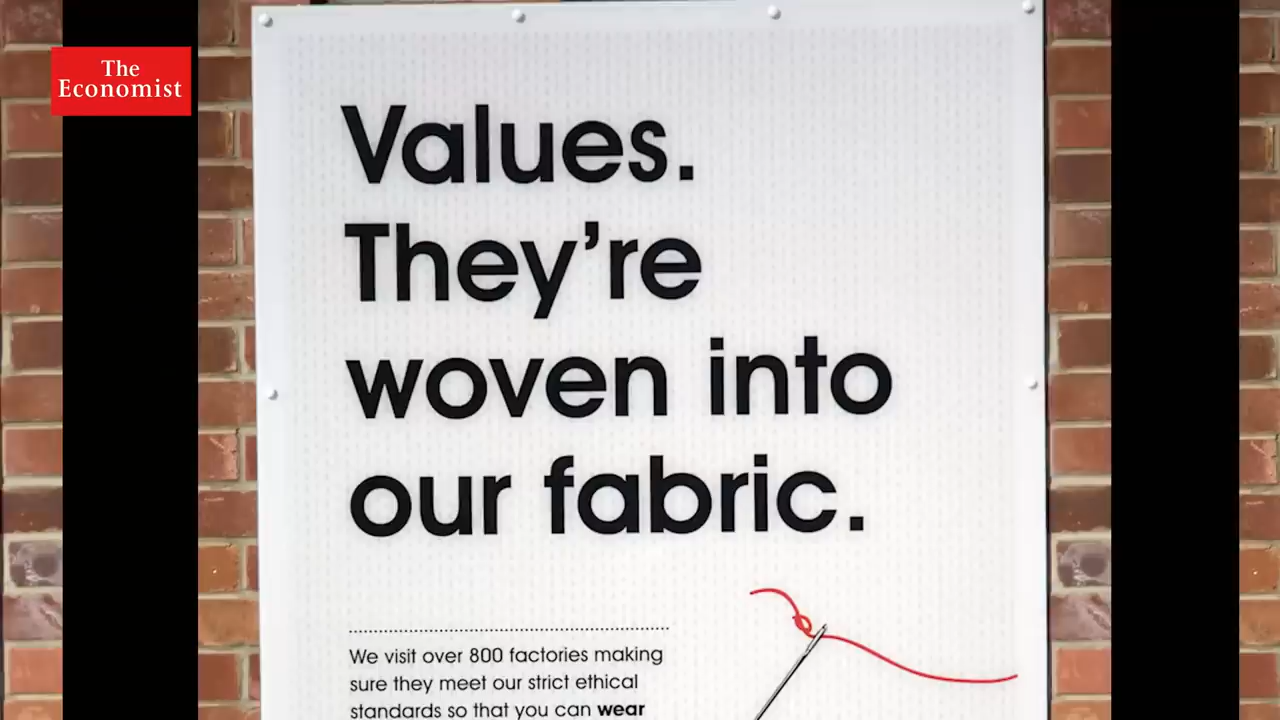 The
Economist
Values.
They're
woven into
our fabric.
We visit over 800 factories making
sure they meet our strict ethical
standards so that you can wear